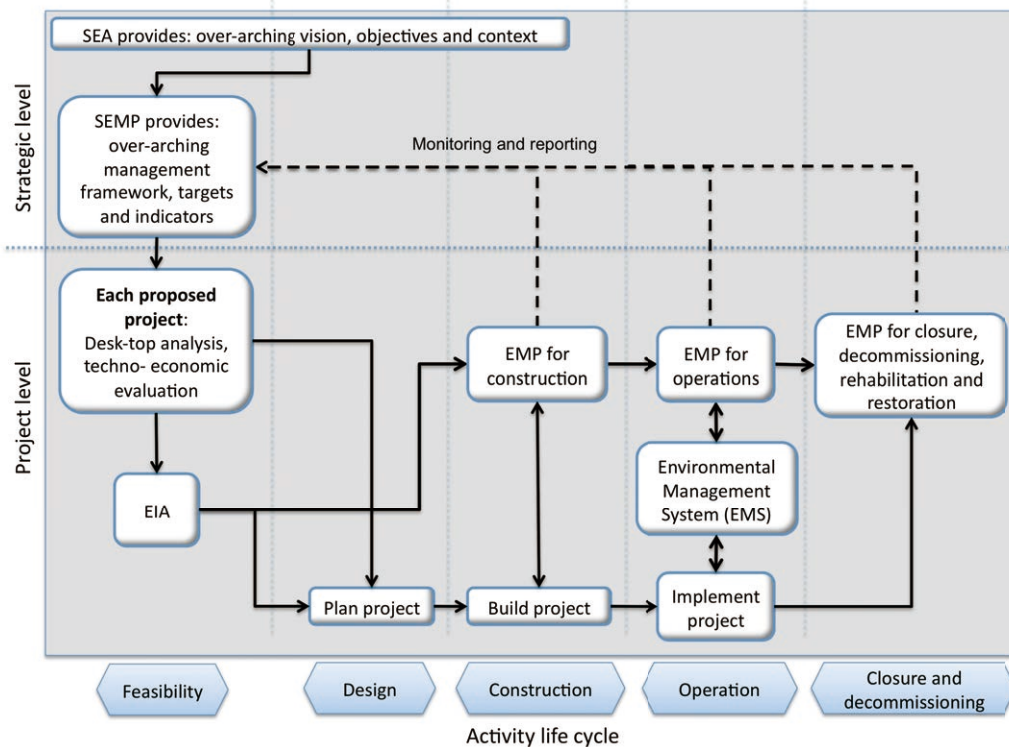 SEA provides: over-arching vision, objectives and context
Strategic level
SEMP provides:
over-arching
management
framework, targets
and indicators
Monitoring and reporting
Project level
Each proposed
project:
Desk-top analysis,
techno- economic
evaluation
EMP for
construction
EMP for
operations
EMP for closure,
decommissioning,
rehabilitation and
restoration
EIA
Environmental
Management
System (EMS)
Plan project
Build project
Implement
project
Feasibility
Design
Construction
Operation
Closure and
decommissioning
Activity life cycle